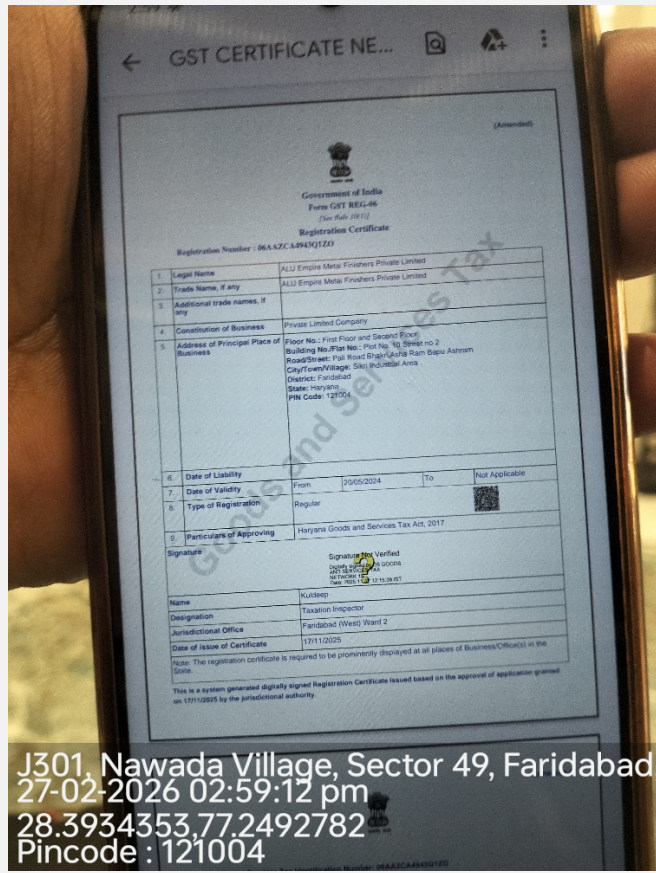 GST CERTIFICATE NE...
(Amended)
Government of India
Form GST REG-06
[See Rule 10(1)]
Registration Certificate
Registration Number : 06AAZCA4943Q1ZO
1. Legal Name ALU Empire Metal Finishers Private Limited
2. Trade Name, if any ALU Empire Metal Finishers Private Limited
3. Additional trade names, if any
4. Constitution of Business Private Limited Company
5. Address of Principal Place of Business
Floor No.: First Floor and Second Floor
Building No./Flat No.: Plot No. 10 Street no 2
Road/Street: Pali Road Bhakri,Asha Ram Bapu Ashram
City/Town/Village: Sikri Industrial Area
District: Faridabad
State: Haryana
PIN Code: 121004
6. Date of Liability
7. Date of Validity From 20/05/2024 To Not Applicable
8. Type of Registration Regular
9. Particulars of Approving Haryana Goods and Services Tax Act, 2017
Signature
Signature Not Verified
Digitally signed GOODS
AND SERVICES TAX
NETWORK
12:15:39 IST
Name Kuldeep
Designation Taxation Inspector
Jurisdictional Office Faridabad (West) Ward 2
Date of issue of Certificate 17/11/2025
Note: The registration certificate is required to be prominently displayed at all places of Business/Office(s) in the
State.
This is a system generated digitally signed Registration Certificate issued based on the approval of application granted
on 17/11/2025 by the jurisdictional authority.
Goods and Services Tax
J301, Nawada Village, Sector 49, Faridabad
27-02-2026 02:59:12 pm
28.3934353,77.2492782
Pincode : 121004